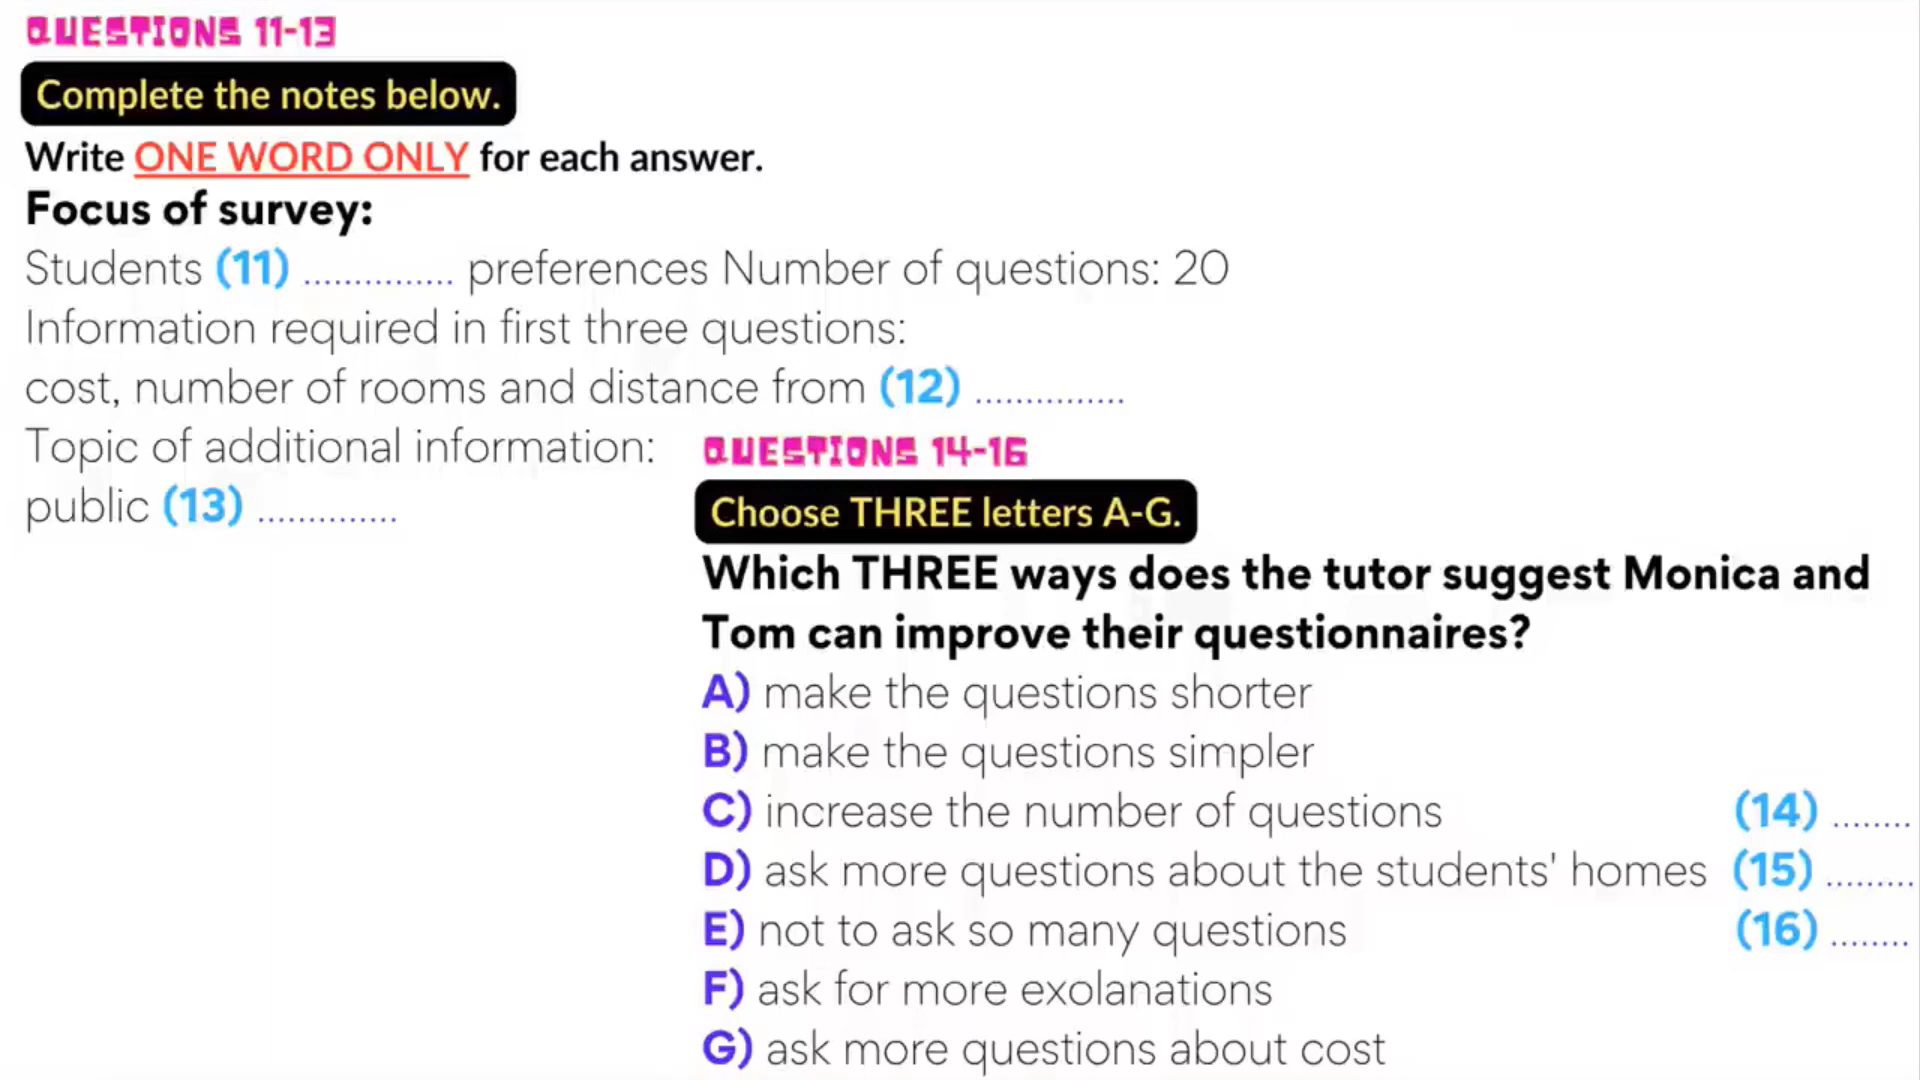 QUESTIONS 11-13
Complete the notes below.
Write ONE WORD ONLY for each answer.
Focus of survey:
Students (11) ............... preferences Number of questions: 20
Information required in first three questions:
cost, number of rooms and distance from (12) ...............
Topic of additional information:
public (13) ..............
QUESTIONS 14-16
Choose THREE letters A-G.
Which THREE ways does the tutor suggest Monica and
Tom can improve their questionnaires?
A) make the questions shorter
B) make the questions simpler
C) increase the number of questions (14) ........
D) ask more questions about the students' homes (15) .........
E) not to ask so many questions (16) ........
F) ask for more exolanations
G) ask more questions about cost